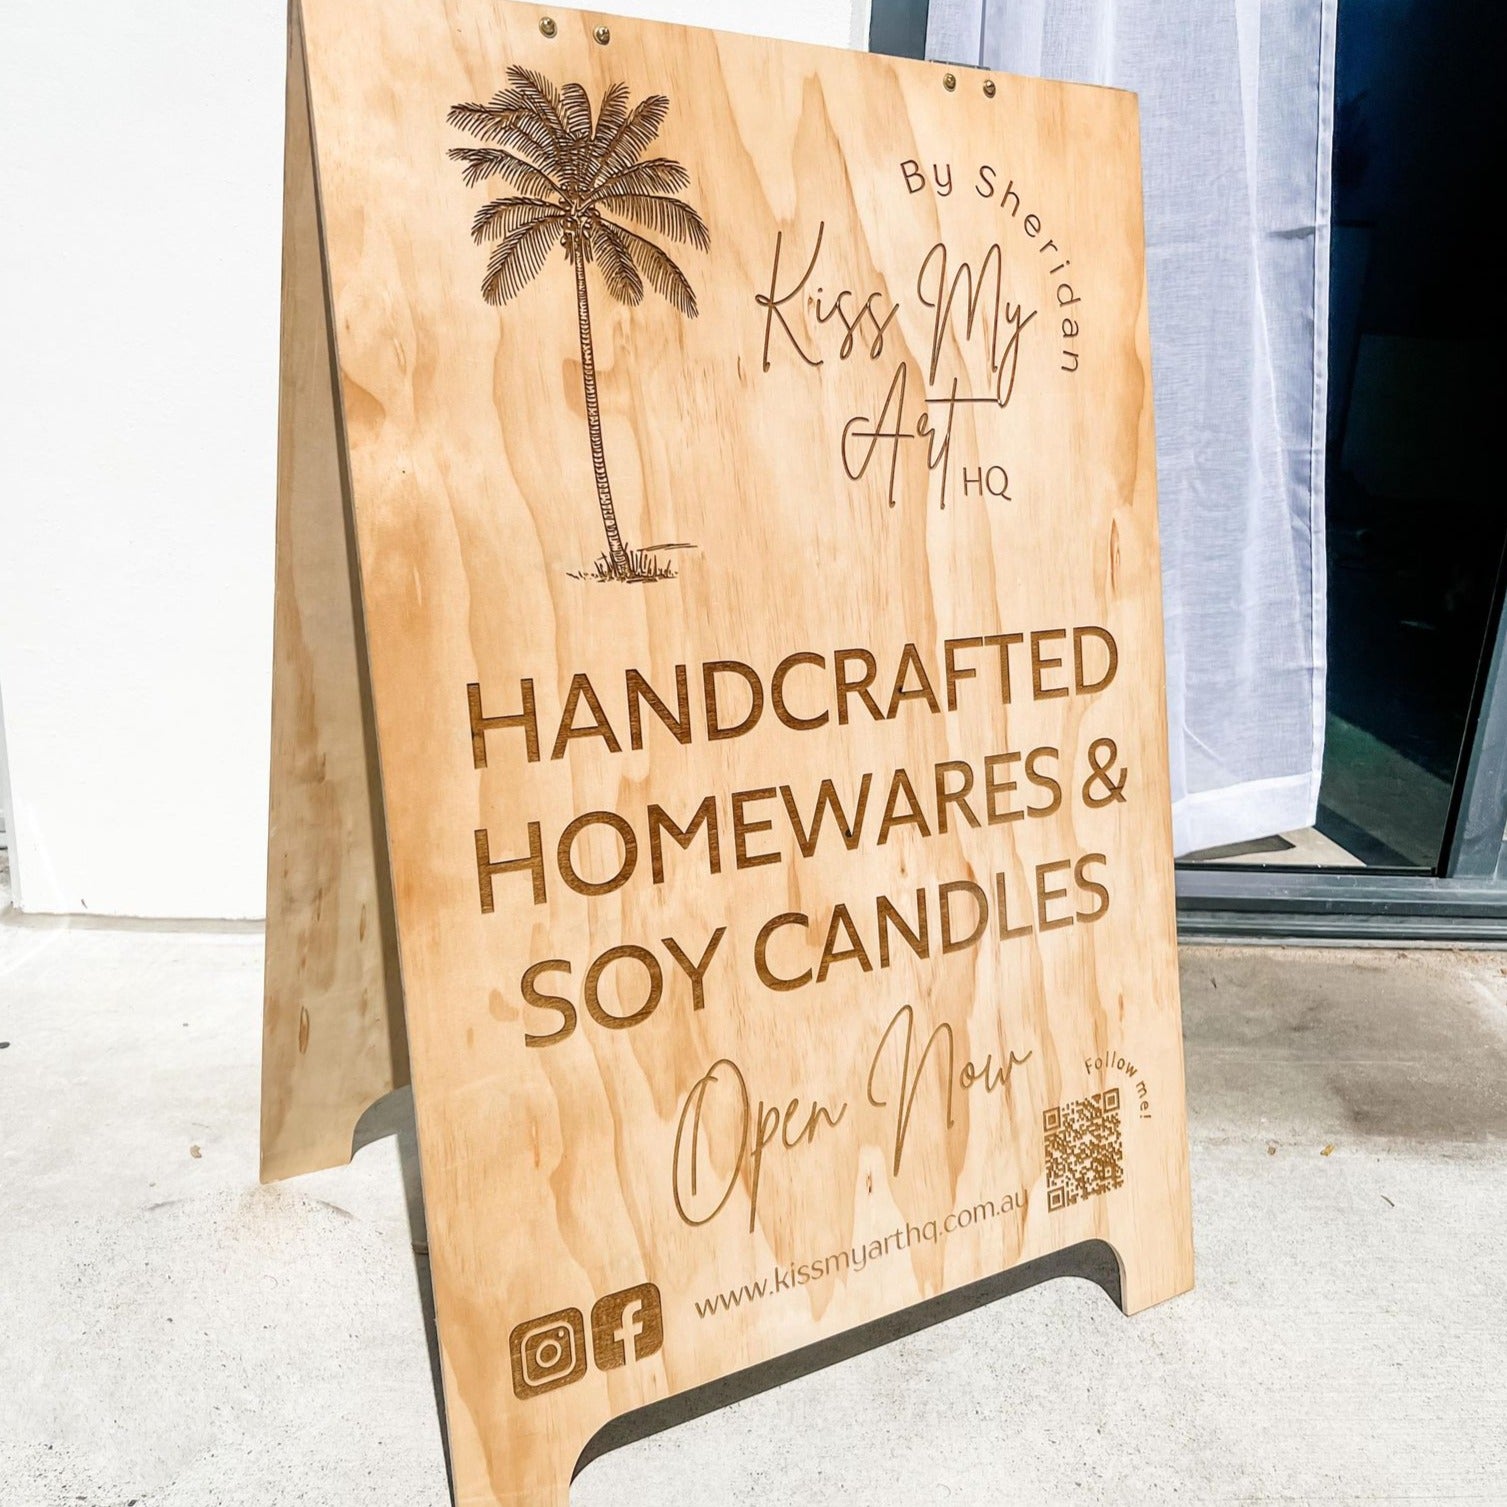 By Sheridan
Kiss My
Art HQ
HANDCRAFTED
HOMEWARES &
SOY CANDLES
Open Now
Follow me!
www.kissmyarthq.com.au